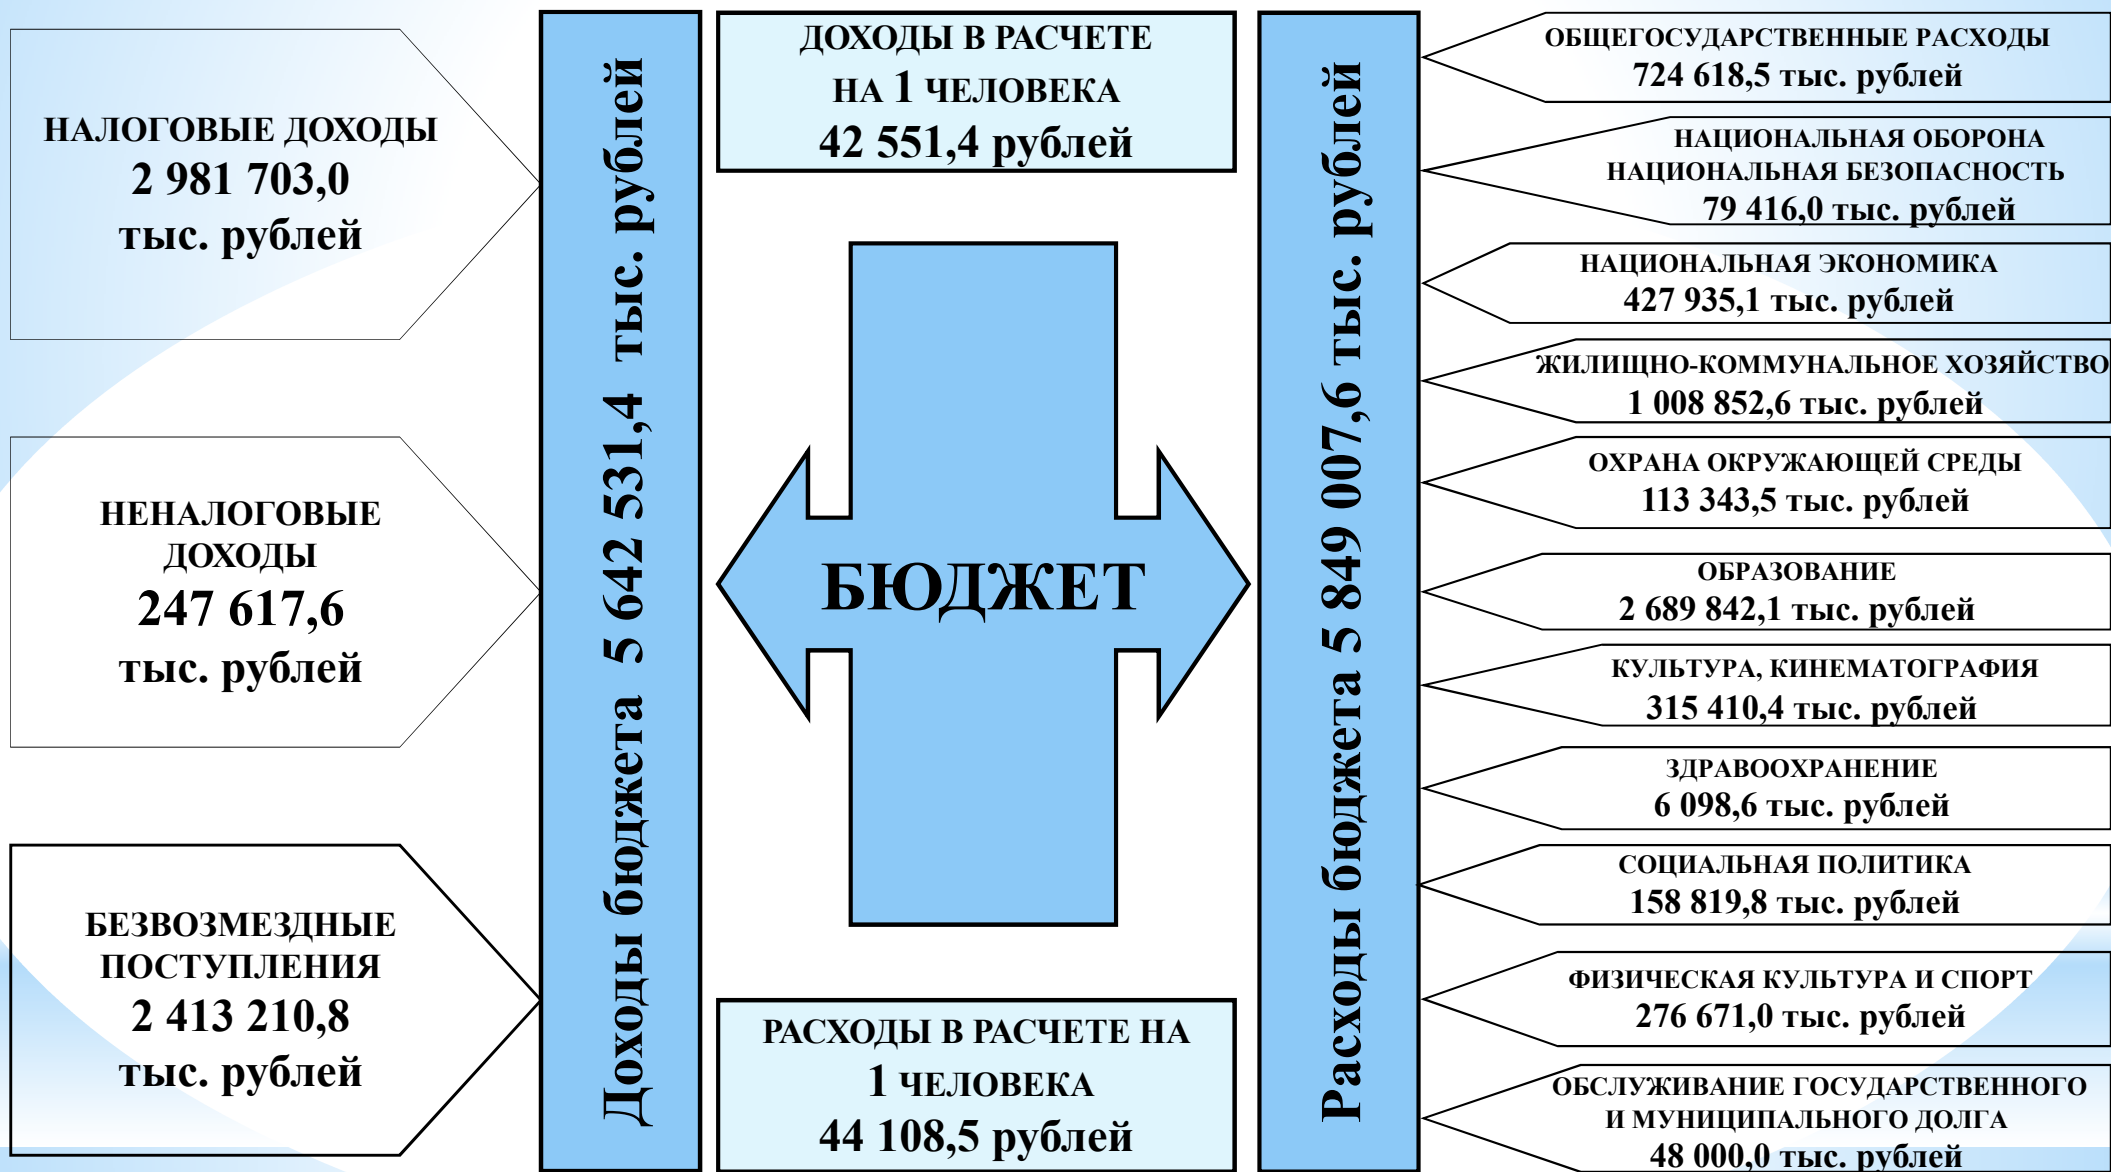 НАЛОГОВЫЕ ДОХОДЫ
2 981 703,0
тыс. рублей
НЕНАЛОГОВЫЕ
ДОХОДЫ
247 617,6
тыс. рублей
БЕЗВОЗМЕЗДНЫЕ
ПОСТУПЛЕНИЯ
2 413 210,8
тыс. рублей
Доходы бюджета 5 642 531,4 тыс. рублей
ДОХОДЫ В РАСЧЕТЕ
НА 1 ЧЕЛОВЕКА
42 551,4 рублей
БЮДЖЕТ
РАСХОДЫ В РАСЧЕТЕ НА
1 ЧЕЛОВЕКА
44 108,5 рублей
Расходы бюджета 5 849 007,6 тыс. рублей
ОБЩЕГОСУДАРСТВЕННЫЕ РАСХОДЫ
724 618,5 тыс. рублей
НАЦИОНАЛЬНАЯ ОБОРОНА
НАЦИОНАЛЬНАЯ БЕЗОПАСНОСТЬ
79 416,0 тыс. рублей
НАЦИОНАЛЬНАЯ ЭКОНОМИКА
427 935,1 тыс. рублей
ЖИЛИЩНО-КОММУНАЛЬНОЕ ХОЗЯЙСТВО
1 008 852,6 тыс. рублей
ОХРАНА ОКРУЖАЮЩЕЙ СРЕДЫ
113 343,5 тыс. рублей
ОБРАЗОВАНИЕ
2 689 842,1 тыс. рублей
КУЛЬТУРА, КИНЕМАТОГРАФИЯ
315 410,4 тыс. рублей
ЗДРАВООХРАНЕНИЕ
6 098,6 тыс. рублей
СОЦИАЛЬНАЯ ПОЛИТИКА
158 819,8 тыс. рублей
ФИЗИЧЕСКАЯ КУЛЬТУРА И СПОРТ
276 671,0 тыс. рублей
ОБСЛУЖИВАНИЕ ГОСУДАРСТВЕННОГО
И МУНИЦИПАЛЬНОГО ДОЛГА
48 000,0 тыс. рублей